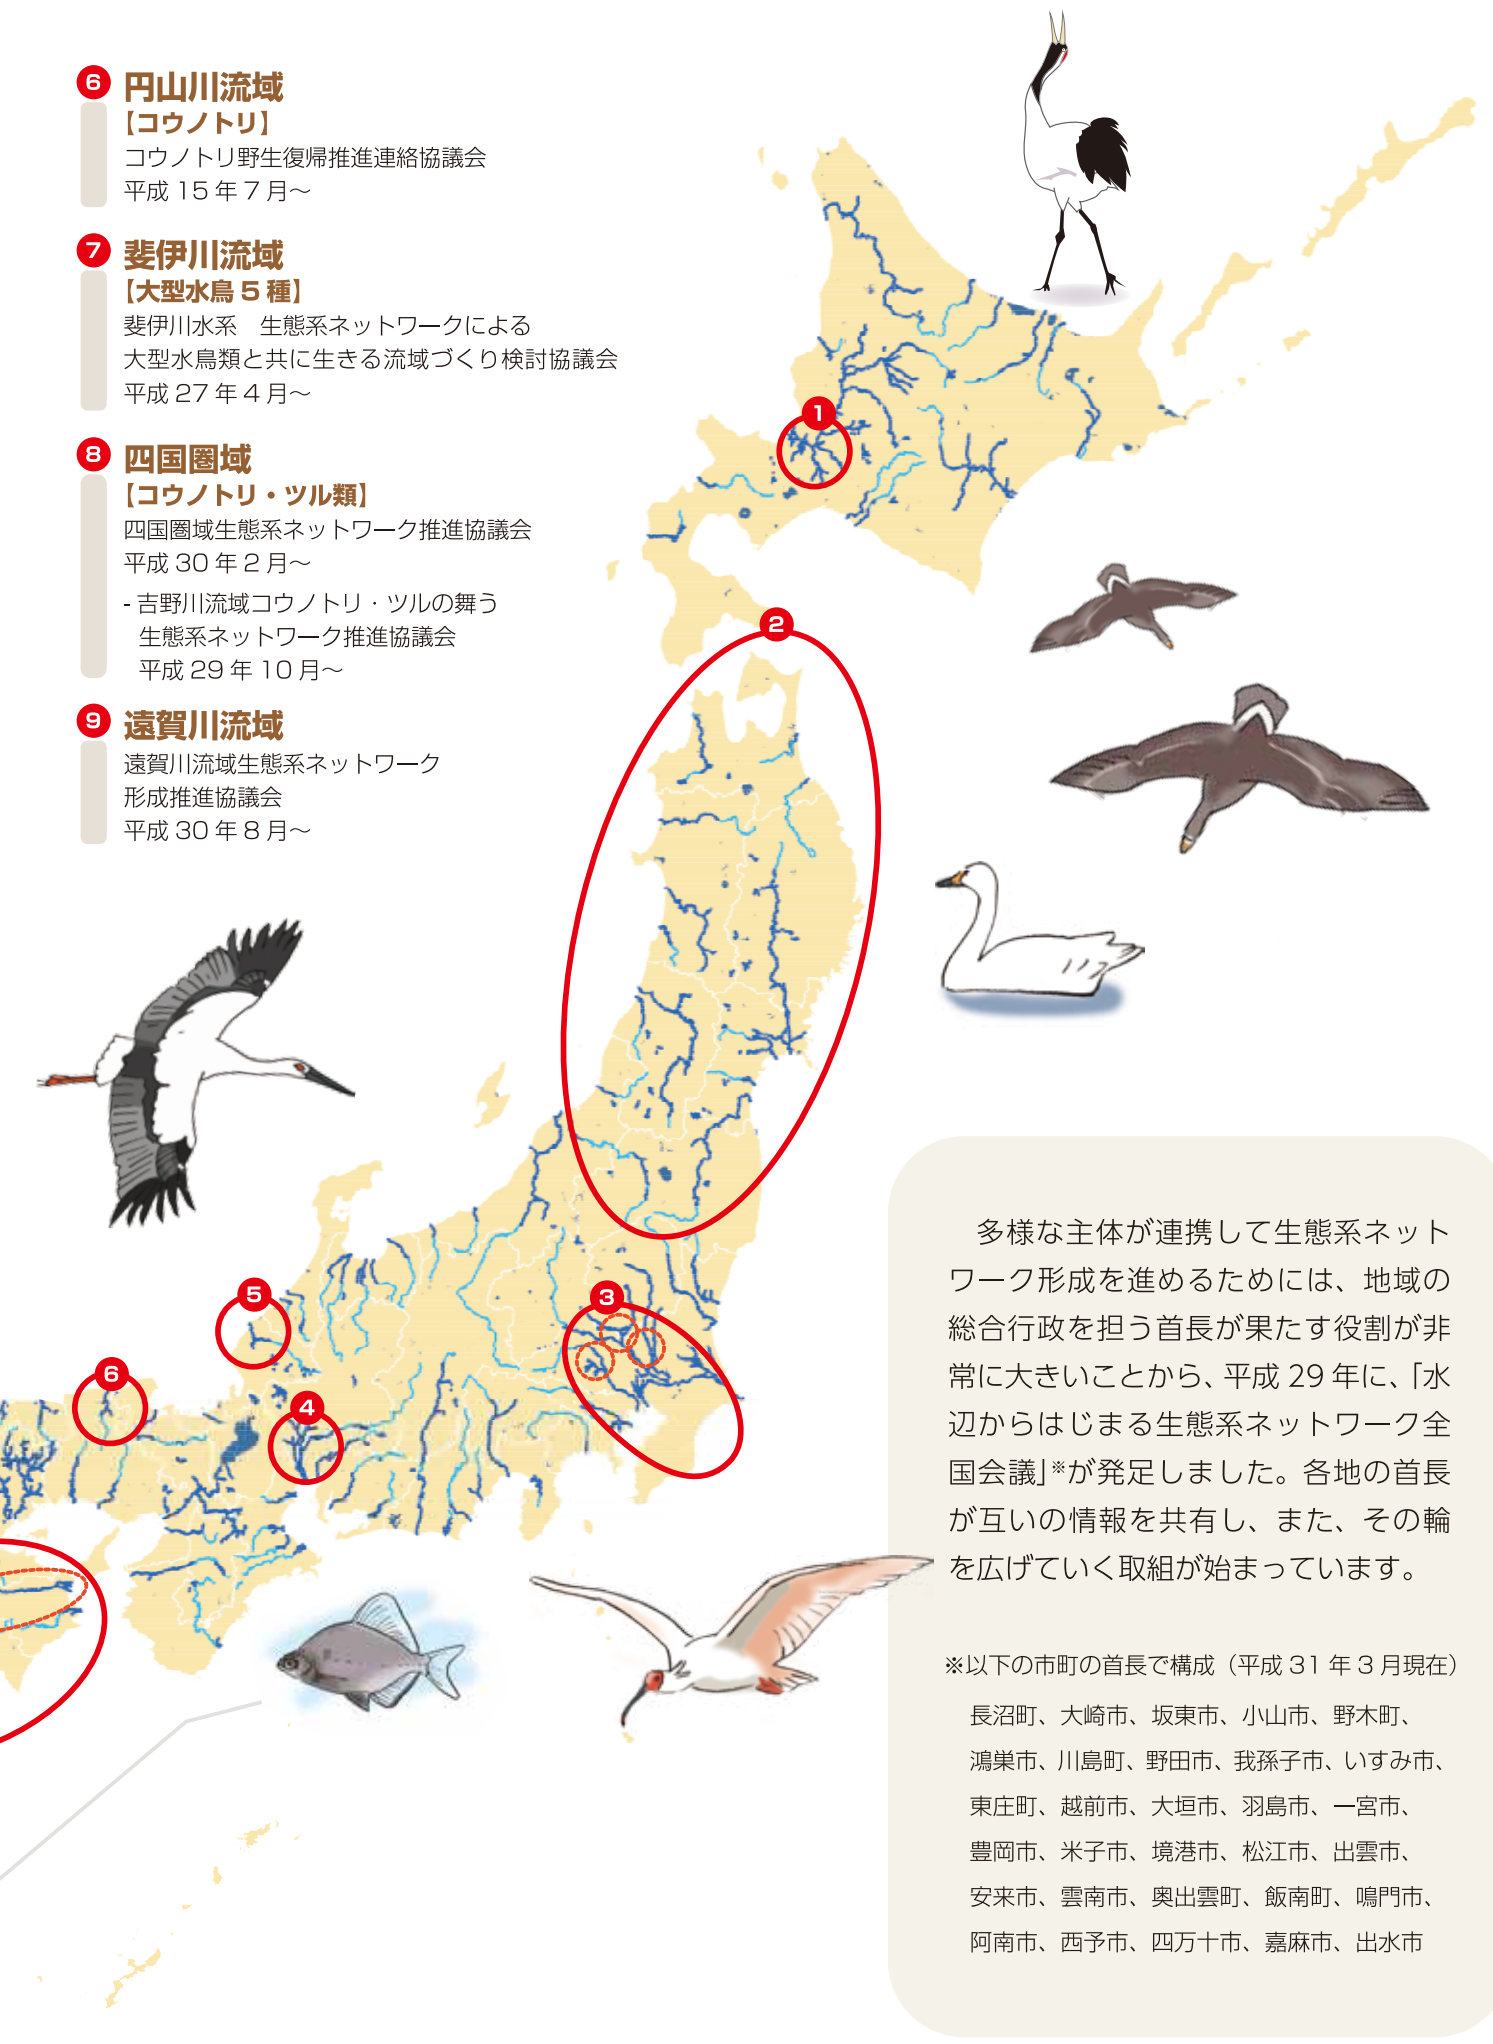 6 円山川流域
【コウノトリ】
コウノトリ野生復帰推進連絡協議会
平成 15 年 7 月〜
7 斐伊川流域
【大型水鳥 5 種】
斐伊川水系　生態系ネットワークによる
大型水鳥類と共に生きる流域づくり検討協議会
平成 27 年 4 月〜
8 四国圏域
【コウノトリ・ツル類】
四国圏域生態系ネットワーク推進協議会
平成 30 年 2 月〜
- 吉野川流域コウノトリ・ツルの舞う
生態系ネットワーク推進協議会
平成 29 年 10 月〜
9 遠賀川流域
遠賀川流域生態系ネットワーク
形成推進協議会
平成 30 年 8 月〜
1
2
3
5
6
4
多様な主体が連携して生態系ネット
ワーク形成を進めるためには、地域の
総合行政を担う首長が果たす役割が非
常に大きいことから、平成 29 年に、「水
辺からはじまる生態系ネットワーク全
国会議」※が発足しました。各地の首長
が互いの情報を共有し、また、その輪
を広げていく取組が始まっています。
※以下の市町の首長で構成（平成 31 年 3 月現在）
長沼町、大崎市、坂東市、小山市、野木町、
鴻巣市、川島町、野田市、我孫子市、いすみ市、
東庄町、越前市、大垣市、羽島市、一宮市、
豊岡市、米子市、境港市、松江市、出雲市、
安来市、雲南市、奥出雲町、飯南町、鳴門市、
阿南市、西予市、四万十市、嘉麻市、出水市